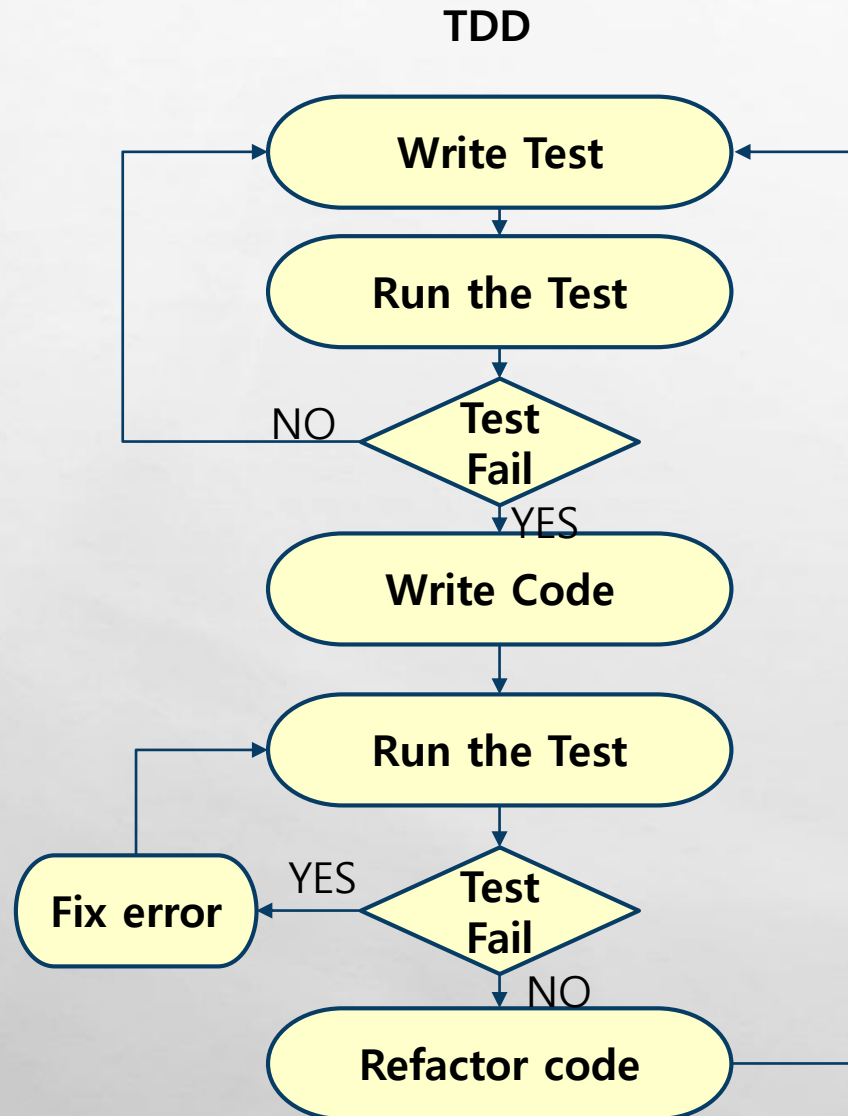 TDD
Write Test
Run the Test
NO
Test
Fail
YES
Write Code
Run the Test
YES
Test
Fail
Fix error
NO
Refactor code